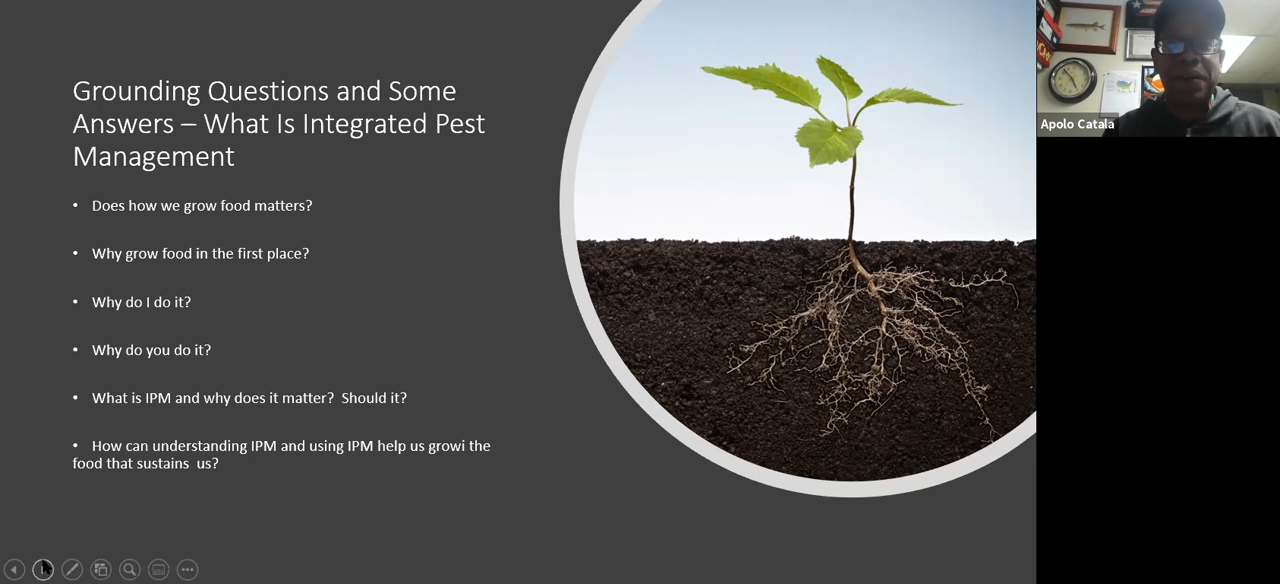 Grounding Questions and Some
Answers – What Is Integrated Pest
Management
• Does how we grow food matters?
• Why grow food in the first place?
• Why do I do it?
• Why do you do it?
• What is IPM and why does it matter?  Should it?
• How can understanding IPM and using IPM help us growi the
food that sustains  us?
Apolo Catala